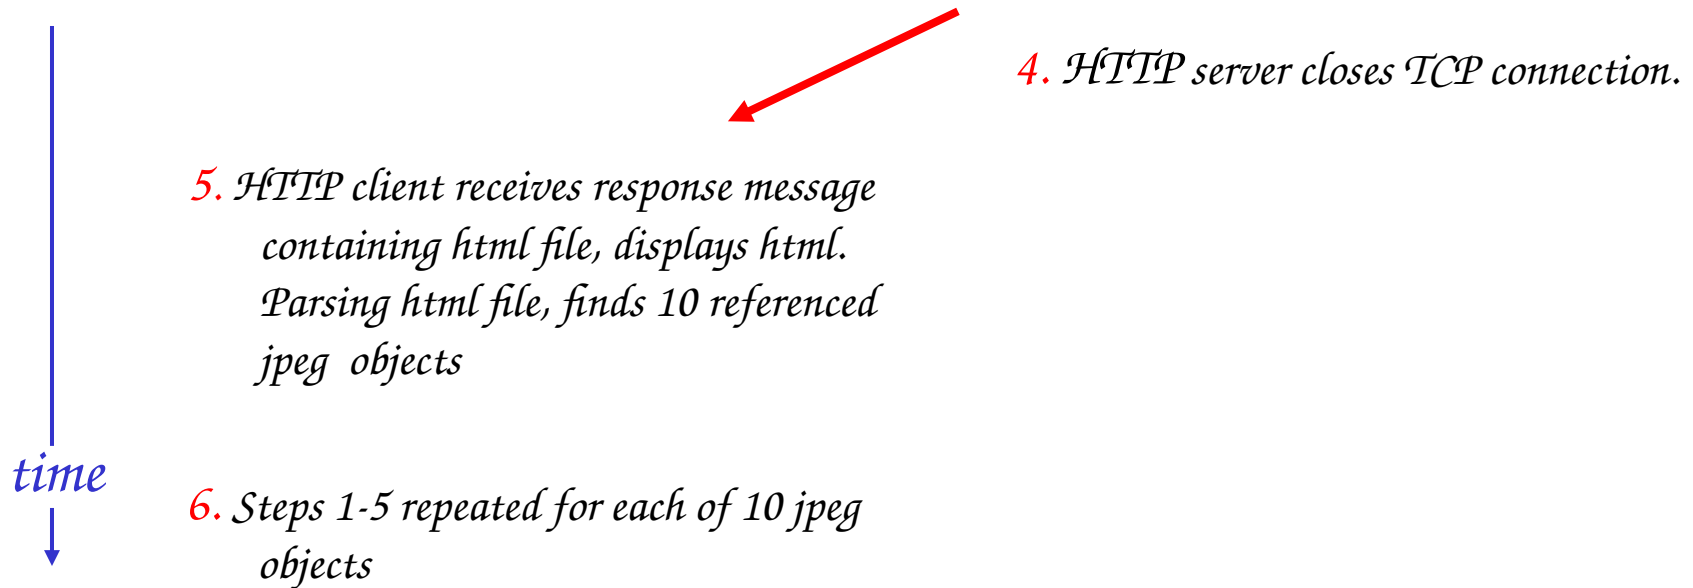 4. HTTP server closes TCP connection.
5. HTTP client receives response message
containing html file, displays html.
Parsing html file, finds 10 referenced
jpeg objects
time
6. Steps 1-5 repeated for each of 10 jpeg
objects